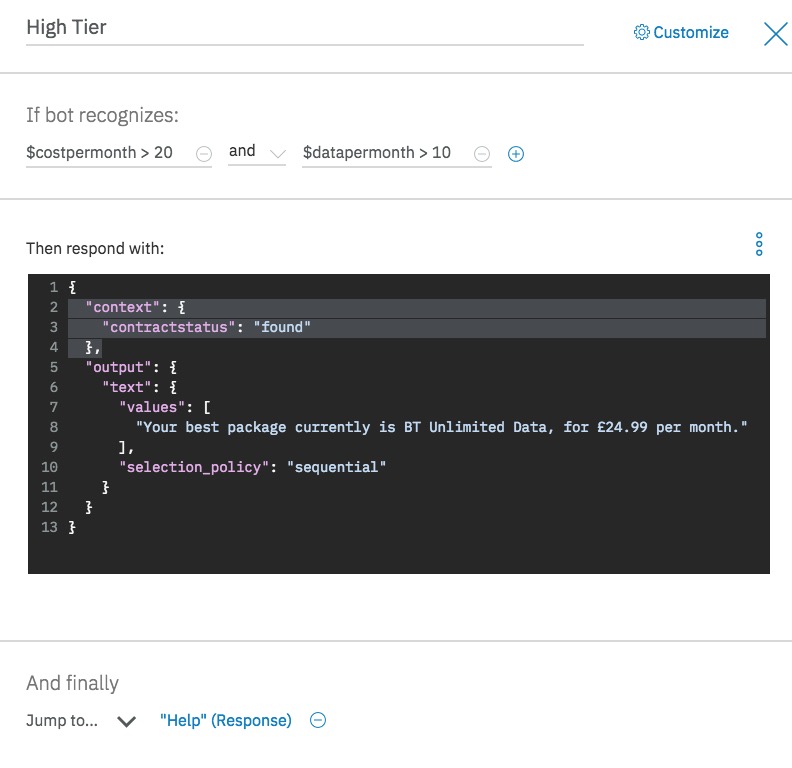 High Tier
Customize
If bot recognizes:
$costpermonth > 20 and $datapermonth > 10
Then respond with:
1 {
2 "context": {
3 "contractstatus": "found"
4 },
5 "output": {
6 "text": {
7 "values": [
8 "Your best package currently is BT Unlimited Data, for £24.99 per month."
9 ],
10 "selection_policy": "sequential"
11 }
12 }
13 }
And finally
Jump to... "Help" (Response)